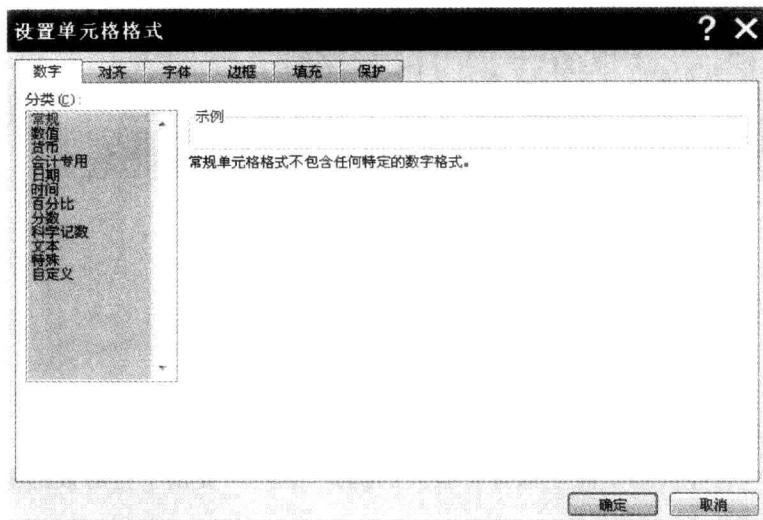 设置单元格格式 ? ×
数字 对齐 字体 边框 填充 保护
分类(C):
常规
数值
货币
会计专用
日期
时间
百分比
分数
科学记数
文本
特殊
自定义
示例
常规单元格格式不包含任何特定的数字格式。
确定 取消